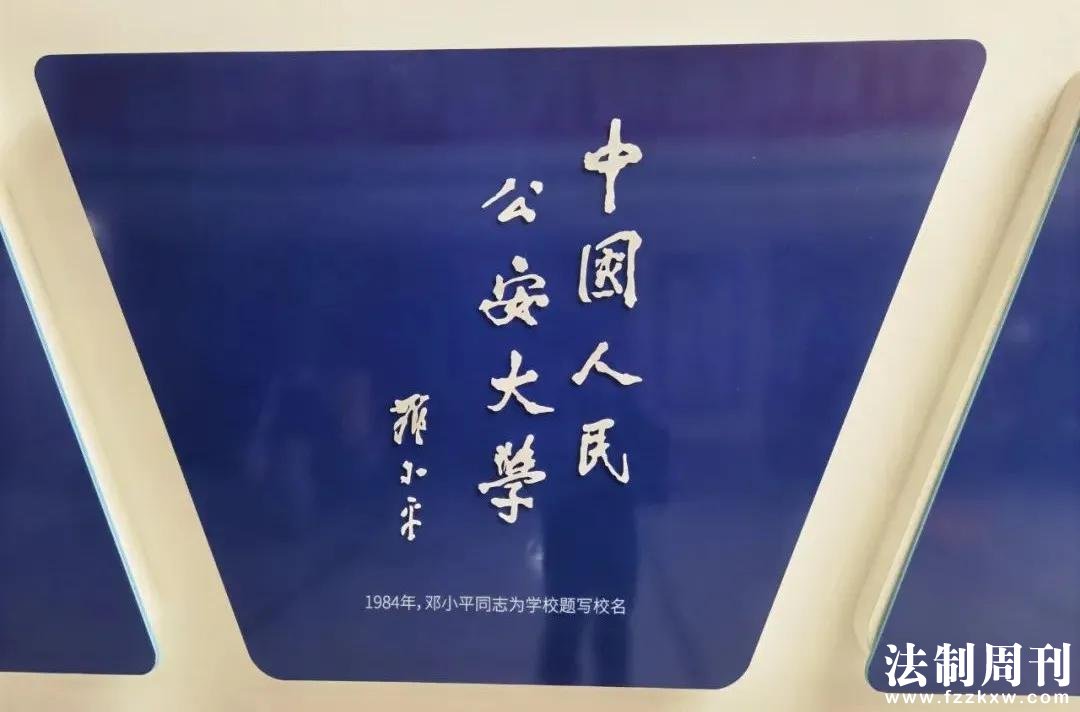 中國人民
公安大學
邓小平
1984年，邓小平同志为学校题写校名
法制周刊
www.fzzkxw.com